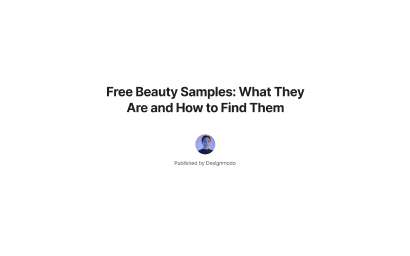 Free Beauty Samples: What They
Are and How to Find Them
Published by Designmodo